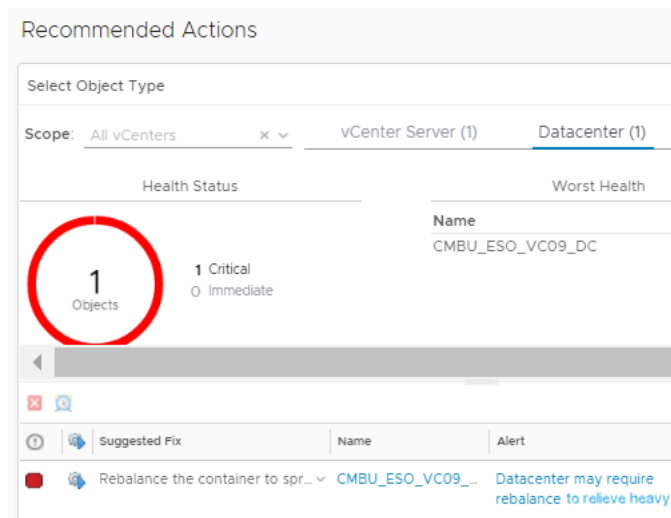 Recommended Actions
Select Object Type
Scope: All vCenters vCenter Server (1) Datacenter (1)
Health Status Worst Health
Name
CMBU_ESO_VC09_DC
1 Critical
1
0 Immediate
Objects
Suggested Fix Name Alert
Rebalance the container to spr... CMBU_ESO_VC09_... Datacenter may require
rebalance to relieve heavy